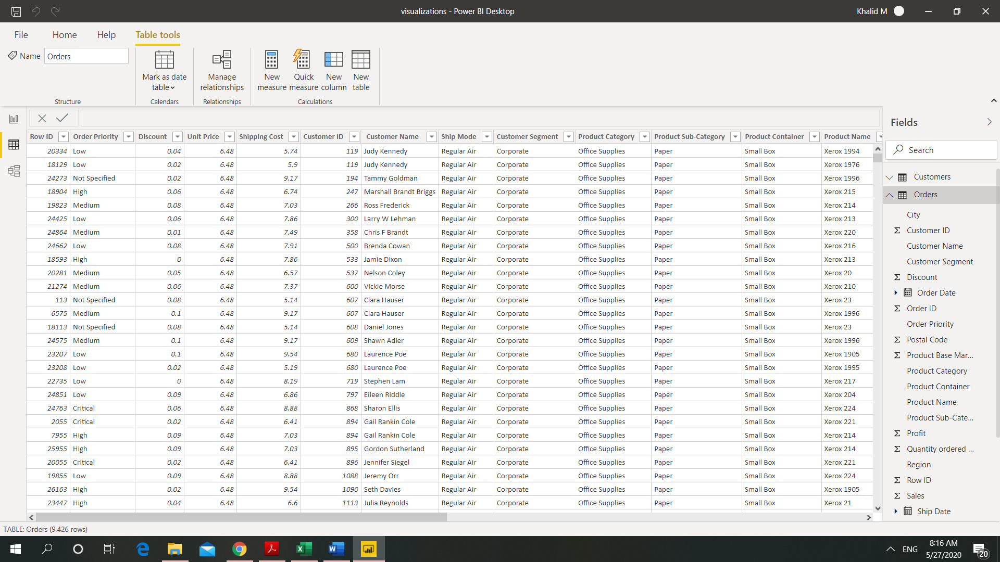 visualizations - Power BI Desktop
Khalid M
File Home Help Table tools
Name Orders
Mark as date table
Manage relationships
New measure
Quick measure
New column
New table
Structure Calendars Relationships Calculations
Row ID Order Priority Discount Unit Price Shipping Cost Customer ID Customer Name Ship Mode Customer Segment Product Category Product Sub-Category Product Container Product Name
20334 Low 0.04 6.48 5.74 119 Judy Kennedy Regular Air Corporate Office Supplies Paper Small Box Xerox 1994
18129 Low 0.02 6.48 5.9 119 Judy Kennedy Regular Air Corporate Office Supplies Paper Small Box Xerox 1976
24273 Not Specified 0.02 6.48 9.17 194 Tammy Goldman Regular Air Corporate Office Supplies Paper Small Box Xerox 1996
18904 High 0.06 6.48 6.74 247 Marshall Brandt Briggs Regular Air Corporate Office Supplies Paper Small Box Xerox 215
19823 Medium 0.08 6.48 7.03 266 Ross Frederick Regular Air Corporate Office Supplies Paper Small Box Xerox 214
24425 Low 0.06 6.48 7.86 300 Larry W Lehman Regular Air Corporate Office Supplies Paper Small Box Xerox 213
24864 Medium 0.01 6.48 7.49 358 Chris F Brandt Regular Air Corporate Office Supplies Paper Small Box Xerox 220
24662 Low 0.08 6.48 7.91 500 Brenda Cowan Regular Air Corporate Office Supplies Paper Small Box Xerox 216
18593 High 0 6.48 7.86 533 Jamie Dixon Regular Air Corporate Office Supplies Paper Small Box Xerox 213
20281 Medium 0.05 6.48 6.57 537 Nelson Coley Regular Air Corporate Office Supplies Paper Small Box Xerox 20
21274 Medium 0.06 6.48 7.37 600 Vickie Morse Regular Air Corporate Office Supplies Paper Small Box Xerox 210
113 Not Specified 0.08 6.48 5.14 607 Clara Hauser Regular Air Corporate Office Supplies Paper Small Box Xerox 23
6575 Medium 0.1 6.48 9.17 607 Clara Hauser Regular Air Corporate Office Supplies Paper Small Box Xerox 1996
18113 Not Specified 0.08 6.48 5.14 608 Daniel Jones Regular Air Corporate Office Supplies Paper Small Box Xerox 23
24575 Medium 0.1 6.48 9.17 609 Shawn Adler Regular Air Corporate Office Supplies Paper Small Box Xerox 1996
23207 Low 0.1 6.48 9.54 680 Laurence Poe Regular Air Corporate Office Supplies Paper Small Box Xerox 1905
23208 Low 0.02 6.48 5.19 680 Laurence Poe Regular Air Corporate Office Supplies Paper Small Box Xerox 1995
22735 Low 0 6.48 8.19 719 Stephen Lam Regular Air Corporate Office Supplies Paper Small Box Xerox 217
24851 Low 0.09 6.48 6.86 797 Eileen Riddle Regular Air Corporate Office Supplies Paper Small Box Xerox 204
24763 Critical 0.06 6.48 8.88 868 Sharon Ellis Regular Air Corporate Office Supplies Paper Small Box Xerox 224
2055 Critical 0.02 6.48 6.41 894 Gail Rankin Cole Regular Air Corporate Office Supplies Paper Small Box Xerox 221
7955 High 0.09 6.48 7.03 894 Gail Rankin Cole Regular Air Corporate Office Supplies Paper Small Box Xerox 214
25955 High 0.09 6.48 7.03 895 Gordon Sutherland Regular Air Corporate Office Supplies Paper Small Box Xerox 214
20055 Critical 0.02 6.48 6.41 896 Jennifer Siegel Regular Air Corporate Office Supplies Paper Small Box Xerox 221
19855 Low 0.09 6.48 8.88 1088 Jeremy Orr Regular Air Corporate Office Supplies Paper Small Box Xerox 224
26163 High 0.02 6.48 9.54 1090 Seth Davies Regular Air Corporate Office Supplies Paper Small Box Xerox 1905
23447 High 0.04 6.48 6.6 1113 Julia Reynolds Regular Air Corporate Office Supplies Paper Small Box Xerox 21
Fields
Search
Customers
Orders
City
Σ Customer ID
Customer Name
Customer Segment
Σ Discount
Order Date
Σ Order ID
Order Priority
Σ Postal Code
Σ Product Base Mar...
Product Category
Product Container
Product Name
Product Sub-Cate...
Σ Profit
Σ Quantity ordered ...
Region
Σ Row ID
Σ Sales
Ship Date
TABLE: Orders (9,426 rows)
ENG
8:16 AM
5/27/2020
20